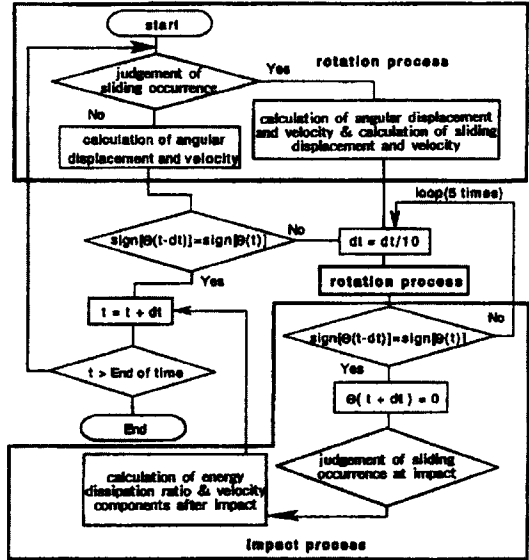 start
judgement of
sliding occurrence
Yes
rotation process
No
calculation of angular
displacement and velocity
calculation of angular displacement
and velocity & calculation of sliding
displacement and velocity
loop(5 times)
sign[Θ(t-dt)]=sign[Θ(t)]
No
dt = dt/10
Yes
rotation process
t = t + dt
sign[Θ(t-dt)]=sign[Θ(t)]
No
Yes
t > End of time
Θ( t + dt ) = 0
End
judgement of sliding
occurrence at impact
calculation of energy
dissipation ratio & velocity
components after impact
impact process